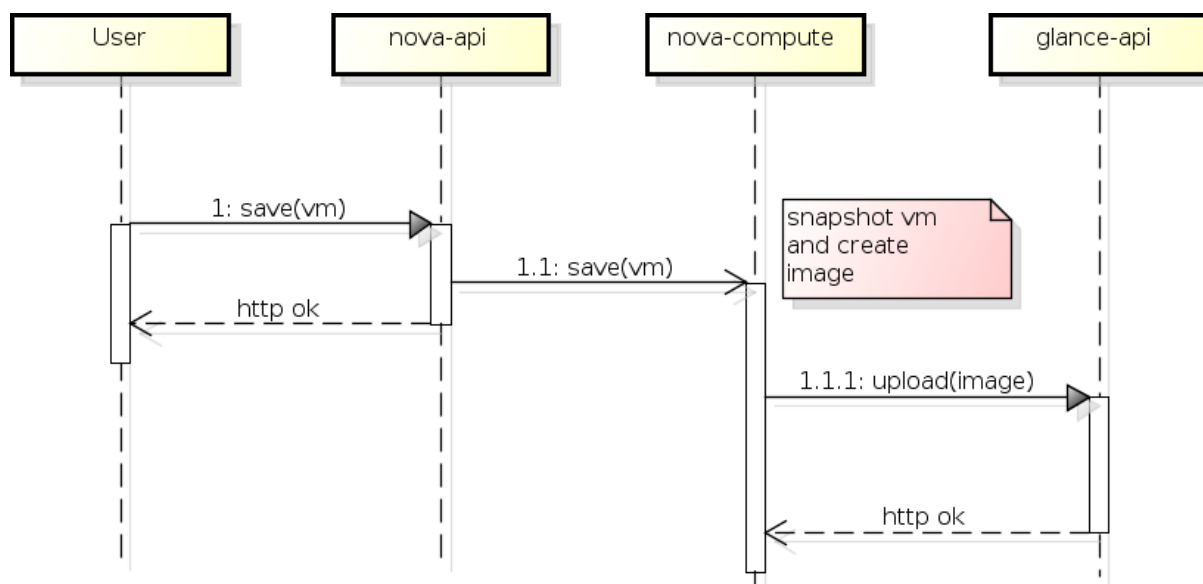 User
nova-api
nova-compute
glance-api
1: save(vm)
snapshot vm
and create
image
1.1: save(vm)
http ok
1.1.1: upload(image)
http ok